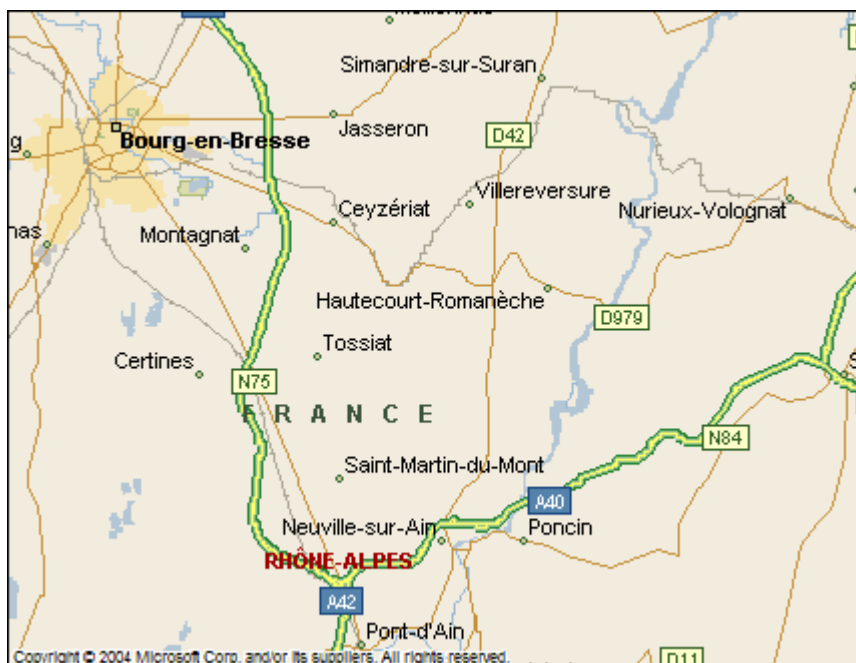 Simandre-sur-Suran
Jasseron
D42
Bourg-en-Bresse
Villereversure
Ceyzériat
Nurieux-Volognat
nas
Montagnat
Hautecourt-Romanèche
D979
Tossiat
Certines
N75
FRANCE
N84
Saint-Martin-du-Mont
A40
Neuville-sur-Ain
Poncin
RHÔNE-ALPES
A42
Pont-d'Ain
D11
Copyright © 2004 Microsoft Corp. and/or its suppliers. All rights reserved.